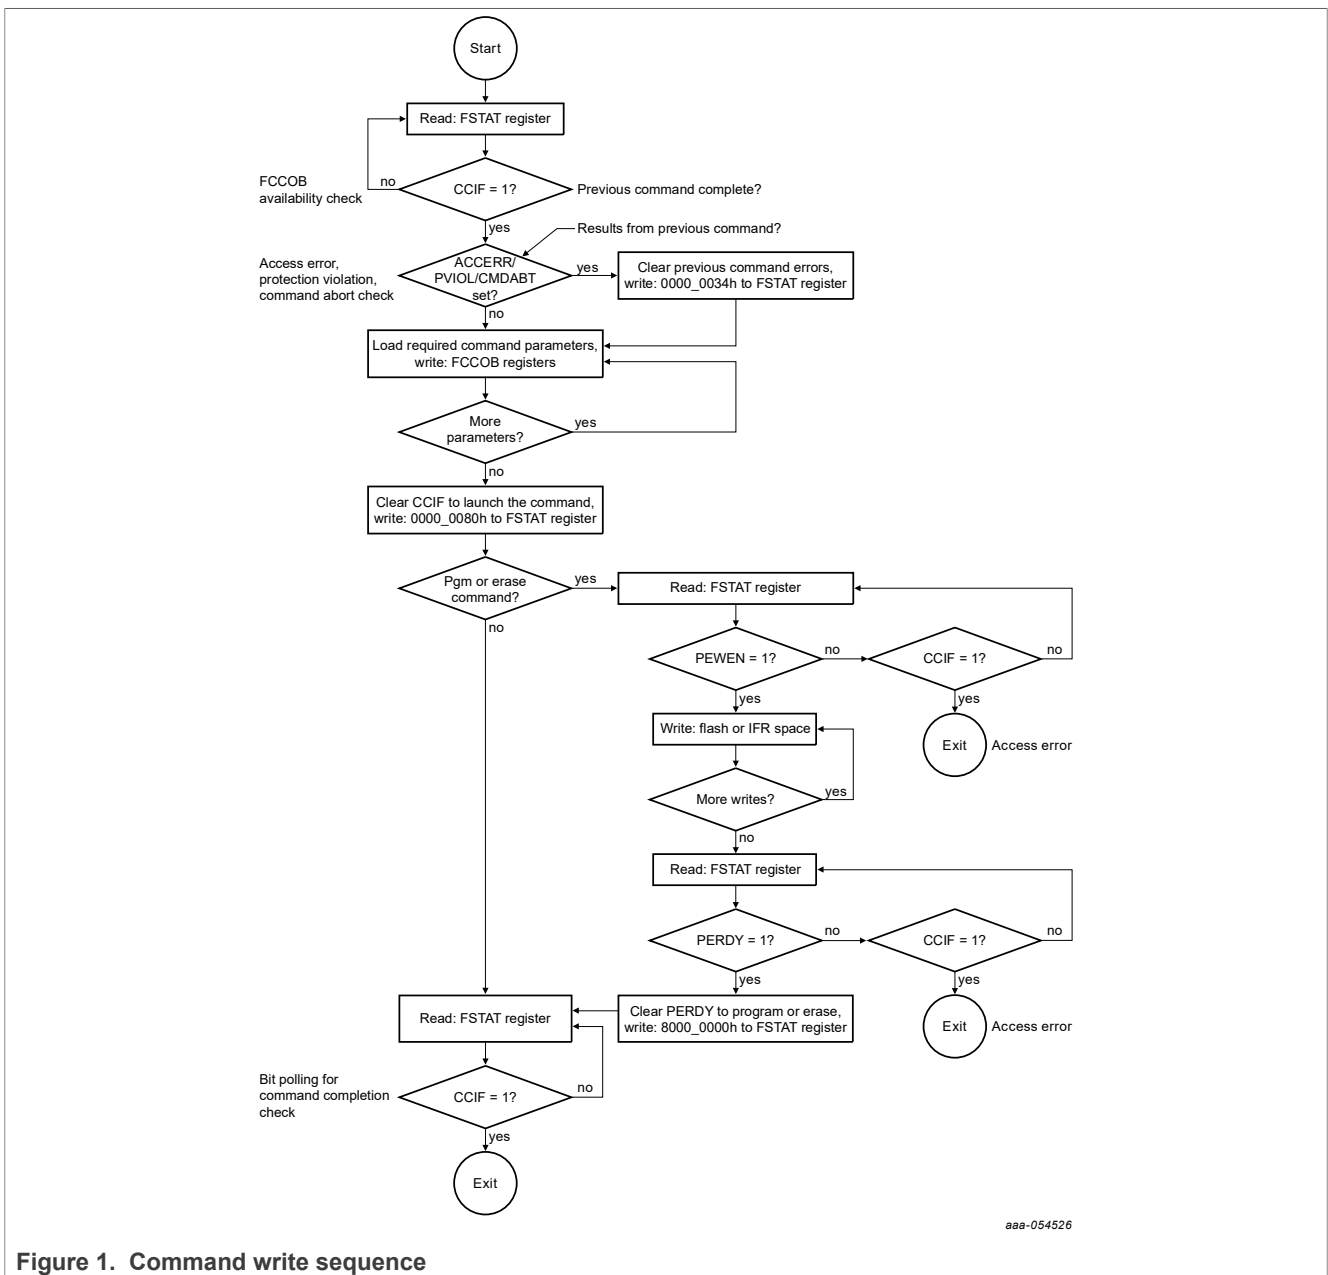 Start
Read: FSTAT register
FCCOB
availability check
no
CCIF = 1?
Previous command complete?
yes
Results from previous command?
Access error,
protection violation,
command abort check
ACCERR/
PVIOL/CMDABT
set?
yes
Clear previous command errors,
write: 0000_0034h to FSTAT register
no
Load required command parameters,
write: FCCOB registers
More
parameters?
yes
no
Clear CCIF to launch the command,
write: 0000_0080h to FSTAT register
Pgm or erase
command?
yes
Read: FSTAT register
no
PEWEN = 1?
no
CCIF = 1?
no
yes
yes
Write: flash or IFR space
Exit
Access error
More writes?
yes
no
Read: FSTAT register
PERDY = 1?
no
CCIF = 1?
no
yes
yes
Read: FSTAT register
Clear PERDY to program or erase,
write: 8000_0000h to FSTAT register
Exit
Access error
Bit polling for
command completion
check
CCIF = 1?
no
yes
Exit
aaa-054526
Figure 1. Command write sequence